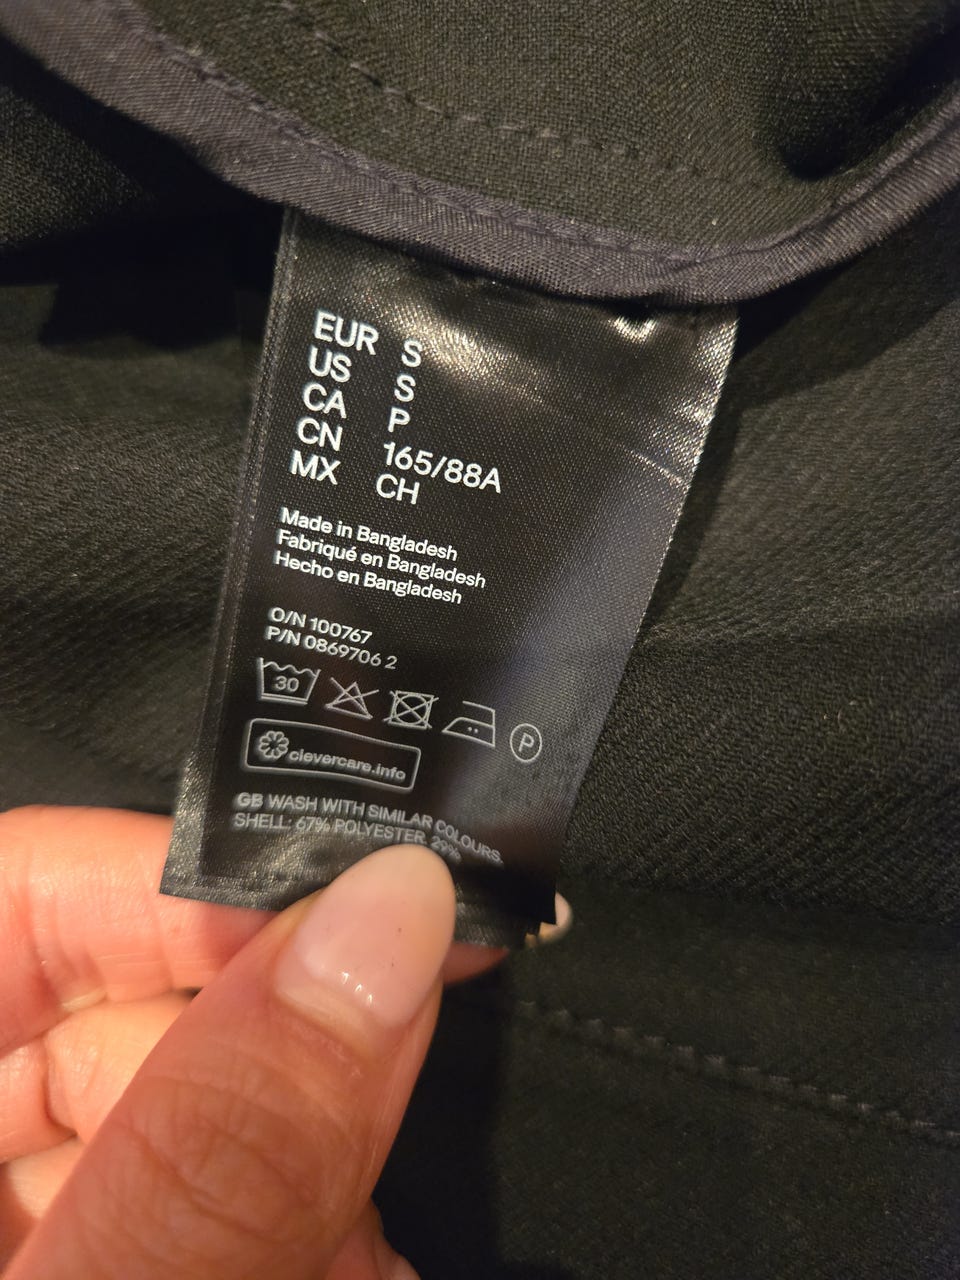 EUR S
US S
CA P
CN 165/88A
MX CH
Made in Bangladesh
Fabriqué en Bangladesh
Hecho en Bangladesh
O/N 100767
P/N 0869706 2
30
P
clevercare.info
GB WASH WITH SIMILAR COLOURS.
SHELL: 67% POLYESTER, 29%